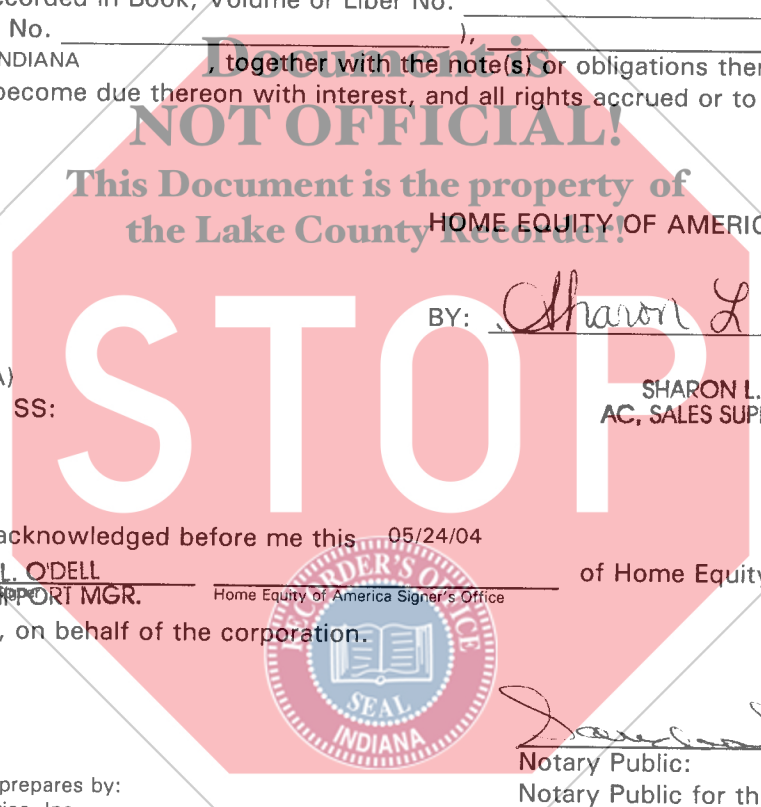 ecorded in Book, Volume or Liber No.
No. ),
INDIANA , together with the note(s) or obligations ther
become due thereon with interest, and all rights accrued or to
Document is
NOT OFFICIAL!
This Document is the property of
the Lake County Recorder!
HOME EQUITY OF AMERIC
BY: Sharon L
STOP
A)
SS:
SHARON L.
AC, SALES SUP
acknowledged before me this 05/24/04
L. O'DELL
PPORT MGR. Home Equity of America Signer's Office
of Home Equity
, on behalf of the corporation.
RECORDER'S OFFICE
SEAL
INDIANA
Notary Public:
Notary Public for th
prepares by: